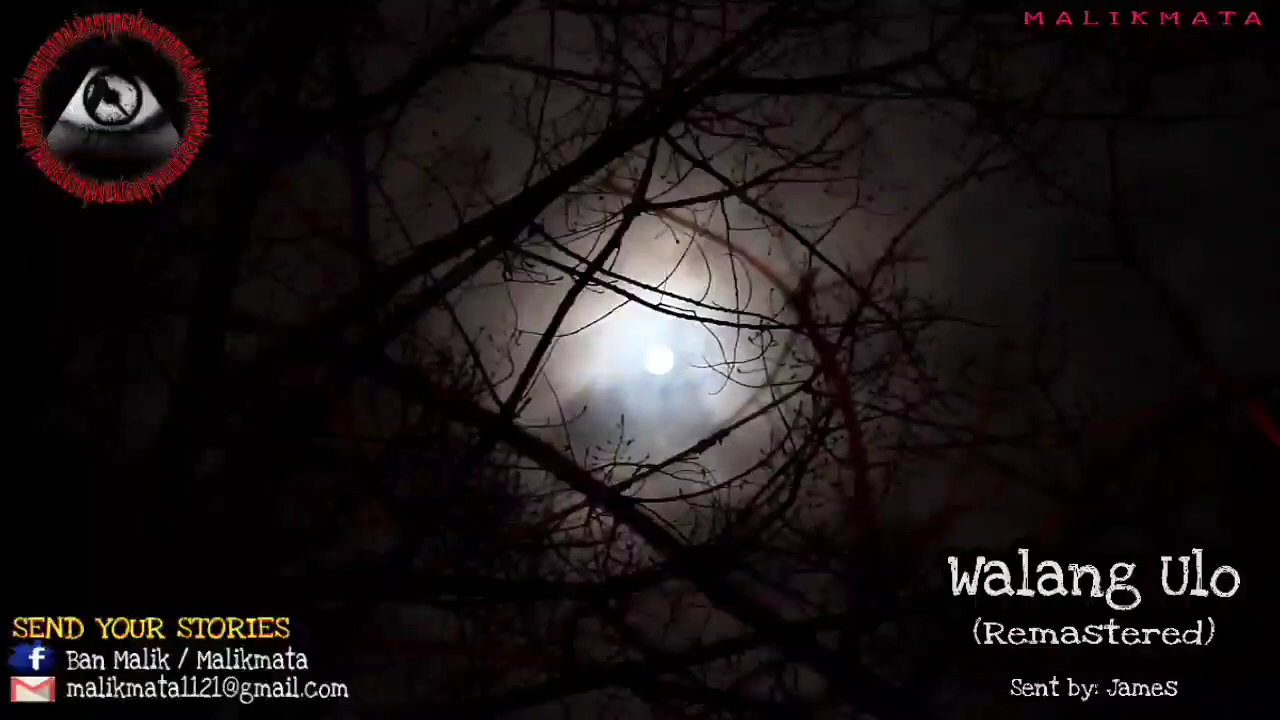 MALIKMATA
Walang Ulo
(Remastered)
Sent by: James
SEND YOUR STORIES
Ban Malik / Malikmata
malikmata1121@gmail.com